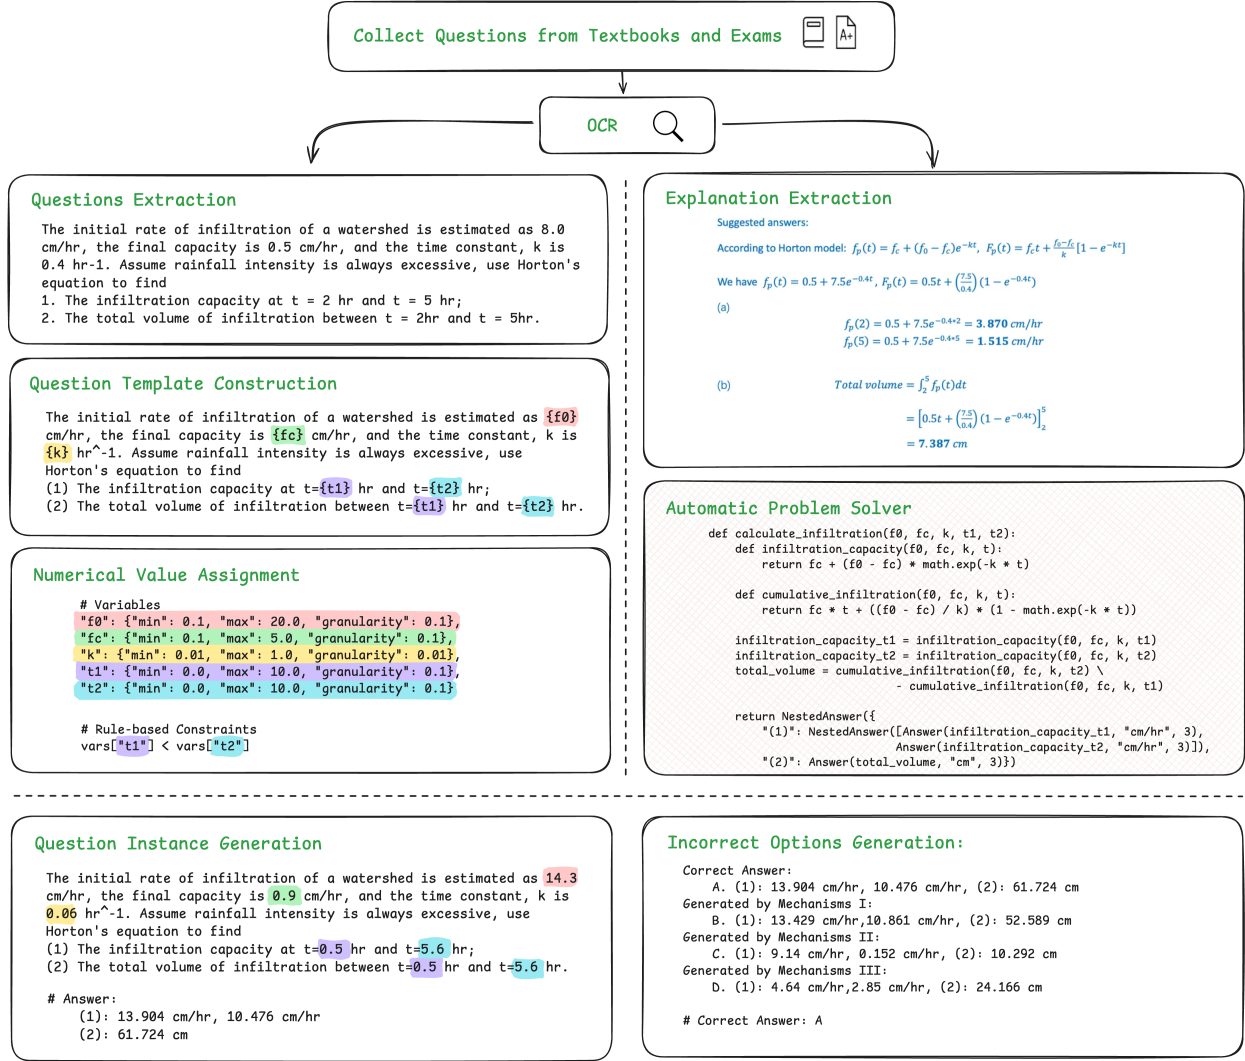 Collect Questions from Textbooks and Exams
A+
OCR
Questions Extraction
The initial rate of infiltration of a watershed is estimated as 8.0
cm/hr, the final capacity is 0.5 cm/hr, and the time constant, k is
0.4 hr-1. Assume rainfall intensity is always excessive, use Horton's
equation to find
1. The infiltration capacity at t = 2 hr and t = 5 hr;
2. The total volume of infiltration between t = 2hr and t = 5hr.
Question Template Construction
The initial rate of infiltration of a watershed is estimated as {f0}
cm/hr, the final capacity is {fc} cm/hr, and the time constant, k is
{k} hr^-1. Assume rainfall intensity is always excessive, use
Horton's equation to find
(1) The infiltration capacity at t={t1} hr and t={t2} hr;
(2) The total volume of infiltration between t={t1} hr and t={t2} hr.
Numerical Value Assignment
# Variables
"f0": {"min": 0.1, "max": 20.0, "granularity": 0.1},
"fc": {"min": 0.1, "max": 5.0, "granularity": 0.1},
"k": {"min": 0.01, "max": 1.0, "granularity": 0.01},
"t1": {"min": 0.0, "max": 10.0, "granularity": 0.1},
"t2": {"min": 0.0, "max": 10.0, "granularity": 0.1}
# Rule-based Constraints
vars["t1"] < vars["t2"]
Explanation Extraction
Suggested answers:
According to Horton model: f_p(t) = f_c + (f_0 − f_c)e^{−kt}, F_p(t) = f_c t + \frac{f_0−f_c}{k}[1 − e^{−kt}]
We have f_p(t) = 0.5 + 7.5e^{−0.4t}, F_p(t) = 0.5t + (\frac{7.5}{0.4})(1 − e^{−0.4t})
(a)
f_p(2) = 0.5 + 7.5e^{−0.4*2} = 3.870 cm/hr
f_p(5) = 0.5 + 7.5e^{−0.4*5} = 1.515 cm/hr
(b) Total volume = ∫_2^5 f_p(t)dt
= [0.5t + (\frac{7.5}{0.4})(1 − e^{−0.4t})]_2^5
= 7.387 cm
Automatic Problem Solver
def calculate_infiltration(f0, fc, k, t1, t2):
def infiltration_capacity(f0, fc, k, t):
return fc + (f0 - fc) * math.exp(-k * t)
def cumulative_infiltration(f0, fc, k, t):
return fc * t + ((f0 - fc) / k) * (1 - math.exp(-k * t))
infiltration_capacity_t1 = infiltration_capacity(f0, fc, k, t1)
infiltration_capacity_t2 = infiltration_capacity(f0, fc, k, t2)
total_volume = cumulative_infiltration(f0, fc, k, t2) \
- cumulative_infiltration(f0, fc, k, t1)
return NestedAnswer({
"(1)": NestedAnswer([Answer(infiltration_capacity_t1, "cm/hr", 3),
Answer(infiltration_capacity_t2, "cm/hr", 3)]),
"(2)": Answer(total_volume, "cm", 3)})
Question Instance Generation
The initial rate of infiltration of a watershed is estimated as 14.3
cm/hr, the final capacity is 0.9 cm/hr, and the time constant, k is
0.06 hr^-1. Assume rainfall intensity is always excessive, use
Horton's equation to find
(1) The infiltration capacity at t=0.5 hr and t=5.6 hr;
(2) The total volume of infiltration between t=0.5 hr and t=5.6 hr.
# Answer:
(1): 13.904 cm/hr, 10.476 cm/hr
(2): 61.724 cm
Incorrect Options Generation:
Correct Answer:
A. (1): 13.904 cm/hr, 10.476 cm/hr, (2): 61.724 cm
Generated by Mechanisms I:
B. (1): 13.429 cm/hr,10.861 cm/hr, (2): 52.589 cm
Generated by Mechanisms II:
C. (1): 9.14 cm/hr, 0.152 cm/hr, (2): 10.292 cm
Generated by Mechanisms III:
D. (1): 4.64 cm/hr,2.85 cm/hr, (2): 24.166 cm
# Correct Answer: A